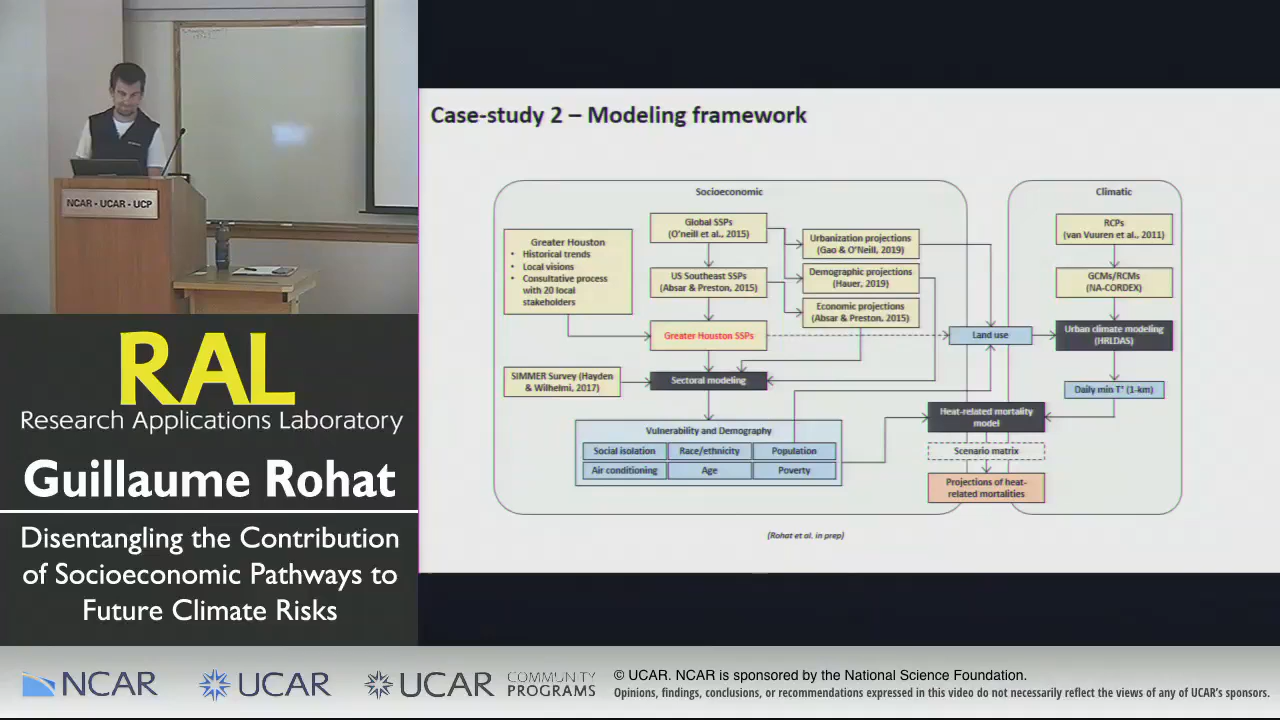 NCAR - UCAR - UCP
RAL
Research Applications Laboratory
Guillaume Rohat
Disentangling the Contribution
of Socioeconomic Pathways to
Future Climate Risks
Case-study 2 – Modeling framework
Socioeconomic
Greater Houston
• Historical trends
• Local visions
• Consultative process
with 20 local
stakeholders
Global SSPs
(O'neill et al., 2015)
US Southeast SSPs
(Absar & Preston, 2015)
Greater Houston SSPs
Urbanization projections
(Gao & O'Neill, 2019)
Demographic projections
(Hauer, 2019)
Economic projections
(Absar & Preston, 2015)
SIMMER Survey (Hayden
& Wilhelmi, 2017)
Sectoral modeling
Vulnerability and Demography
Social isolation
Race/ethnicity
Population
Air conditioning
Age
Poverty
Land use
Climatic
RCPs
(van Vuuren et al., 2011)
GCMs/RCMs
(NA-CORDEX)
Urban climate modeling
(HRLDAS)
Daily min T° (1-km)
Heat-related mortality
model
Scenario matrix
Projections of heat-
related mortalities
(Rohat et al. in prep)
NCAR
UCAR
UCAR
COMMUNITY
PROGRAMS
© UCAR. NCAR is sponsored by the National Science Foundation.
Opinions, findings, conclusions, or recommendations expressed in this video do not necessarily reflect the views of any of UCAR's sponsors.